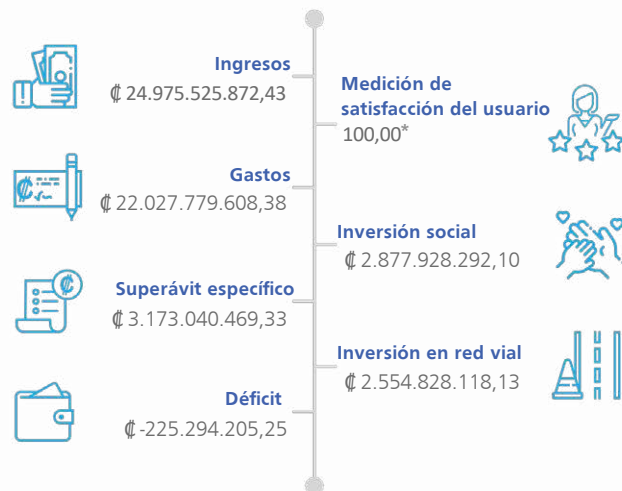 Ingresos
₡ 24.975.525.872,43
Gastos
₡ 22.027.779.608,38
Superávit específico
₡ 3.173.040.469,33
Déficit
₡ -225.294.205,25
Medición de
satisfacción del usuario
100,00*
Inversión social
₡ 2.877.928.292,10
Inversión en red vial
₡ 2.554.828.118,13